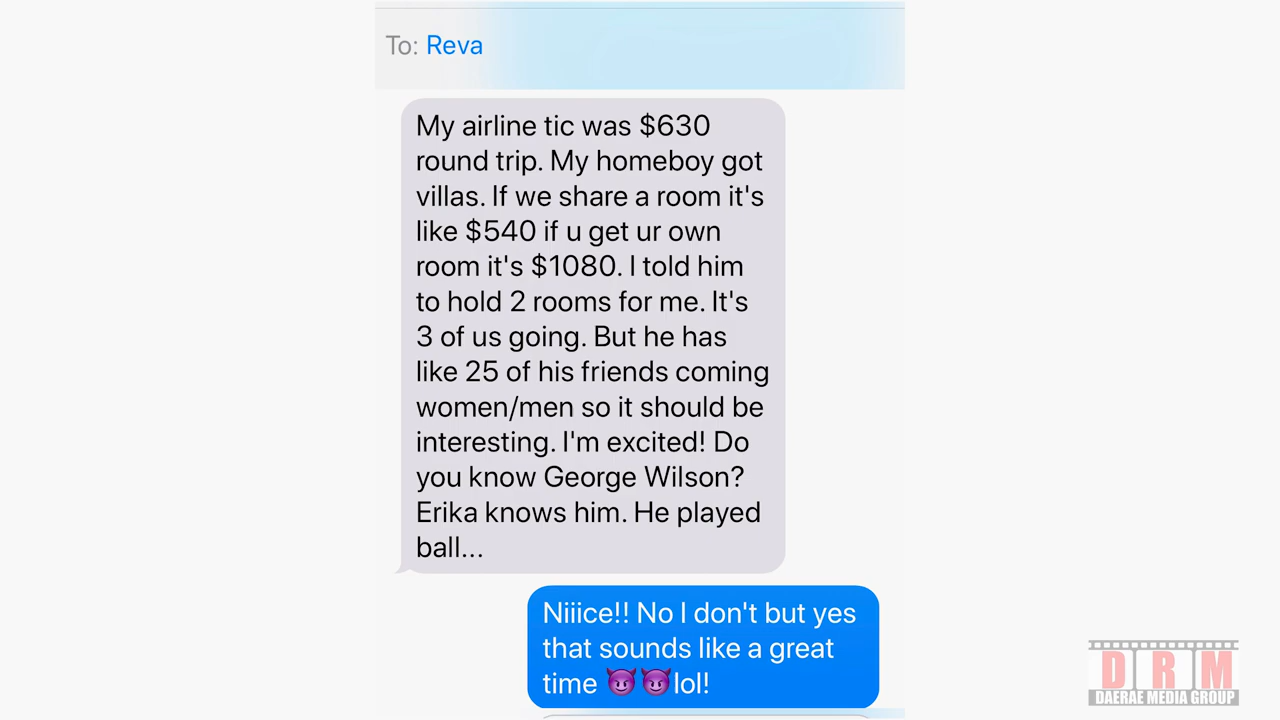 To: Reva
My airline tic was $630
round trip. My homeboy got
villas. If we share a room it's
like $540 if u get ur own
room it's $1080. I told him
to hold 2 rooms for me. It's
3 of us going. But he has
like 25 of his friends coming
women/men so it should be
interesting. I'm excited! Do
you know George Wilson?
Erika knows him. He played
ball...
Niiice!! No I don't but yes
that sounds like a great
time 😈😈lol!
DRM
DAERAE MEDIA GROUP